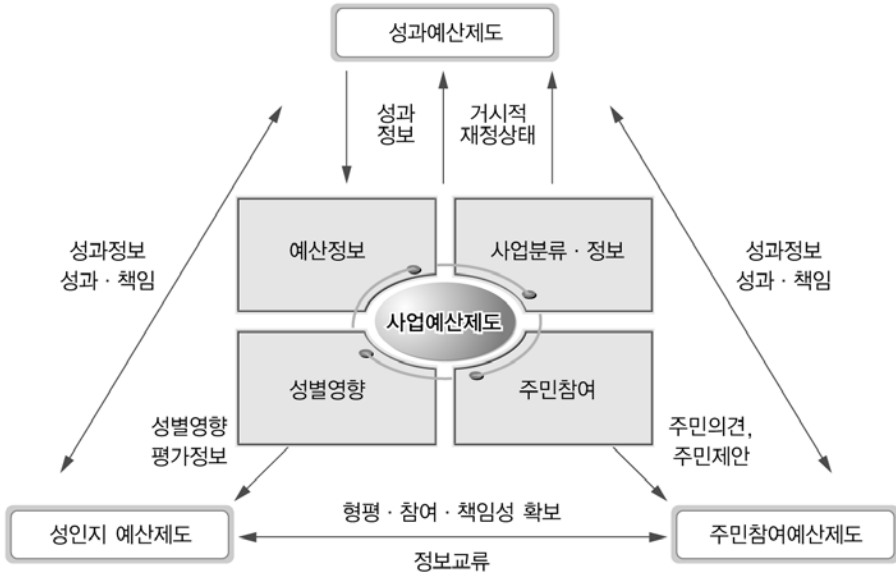 성과예산제도
성과
정보
거시적
재정상태
성과정보
성과 · 책임
예산정보
사업분류 · 정보
성과정보
성과 · 책임
사업예산제도
성별영향
주민참여
성별영향
평가정보
주민의견,
주민제안
성인지 예산제도
형평 · 참여 · 책임성 확보
정보교류
주민참여예산제도